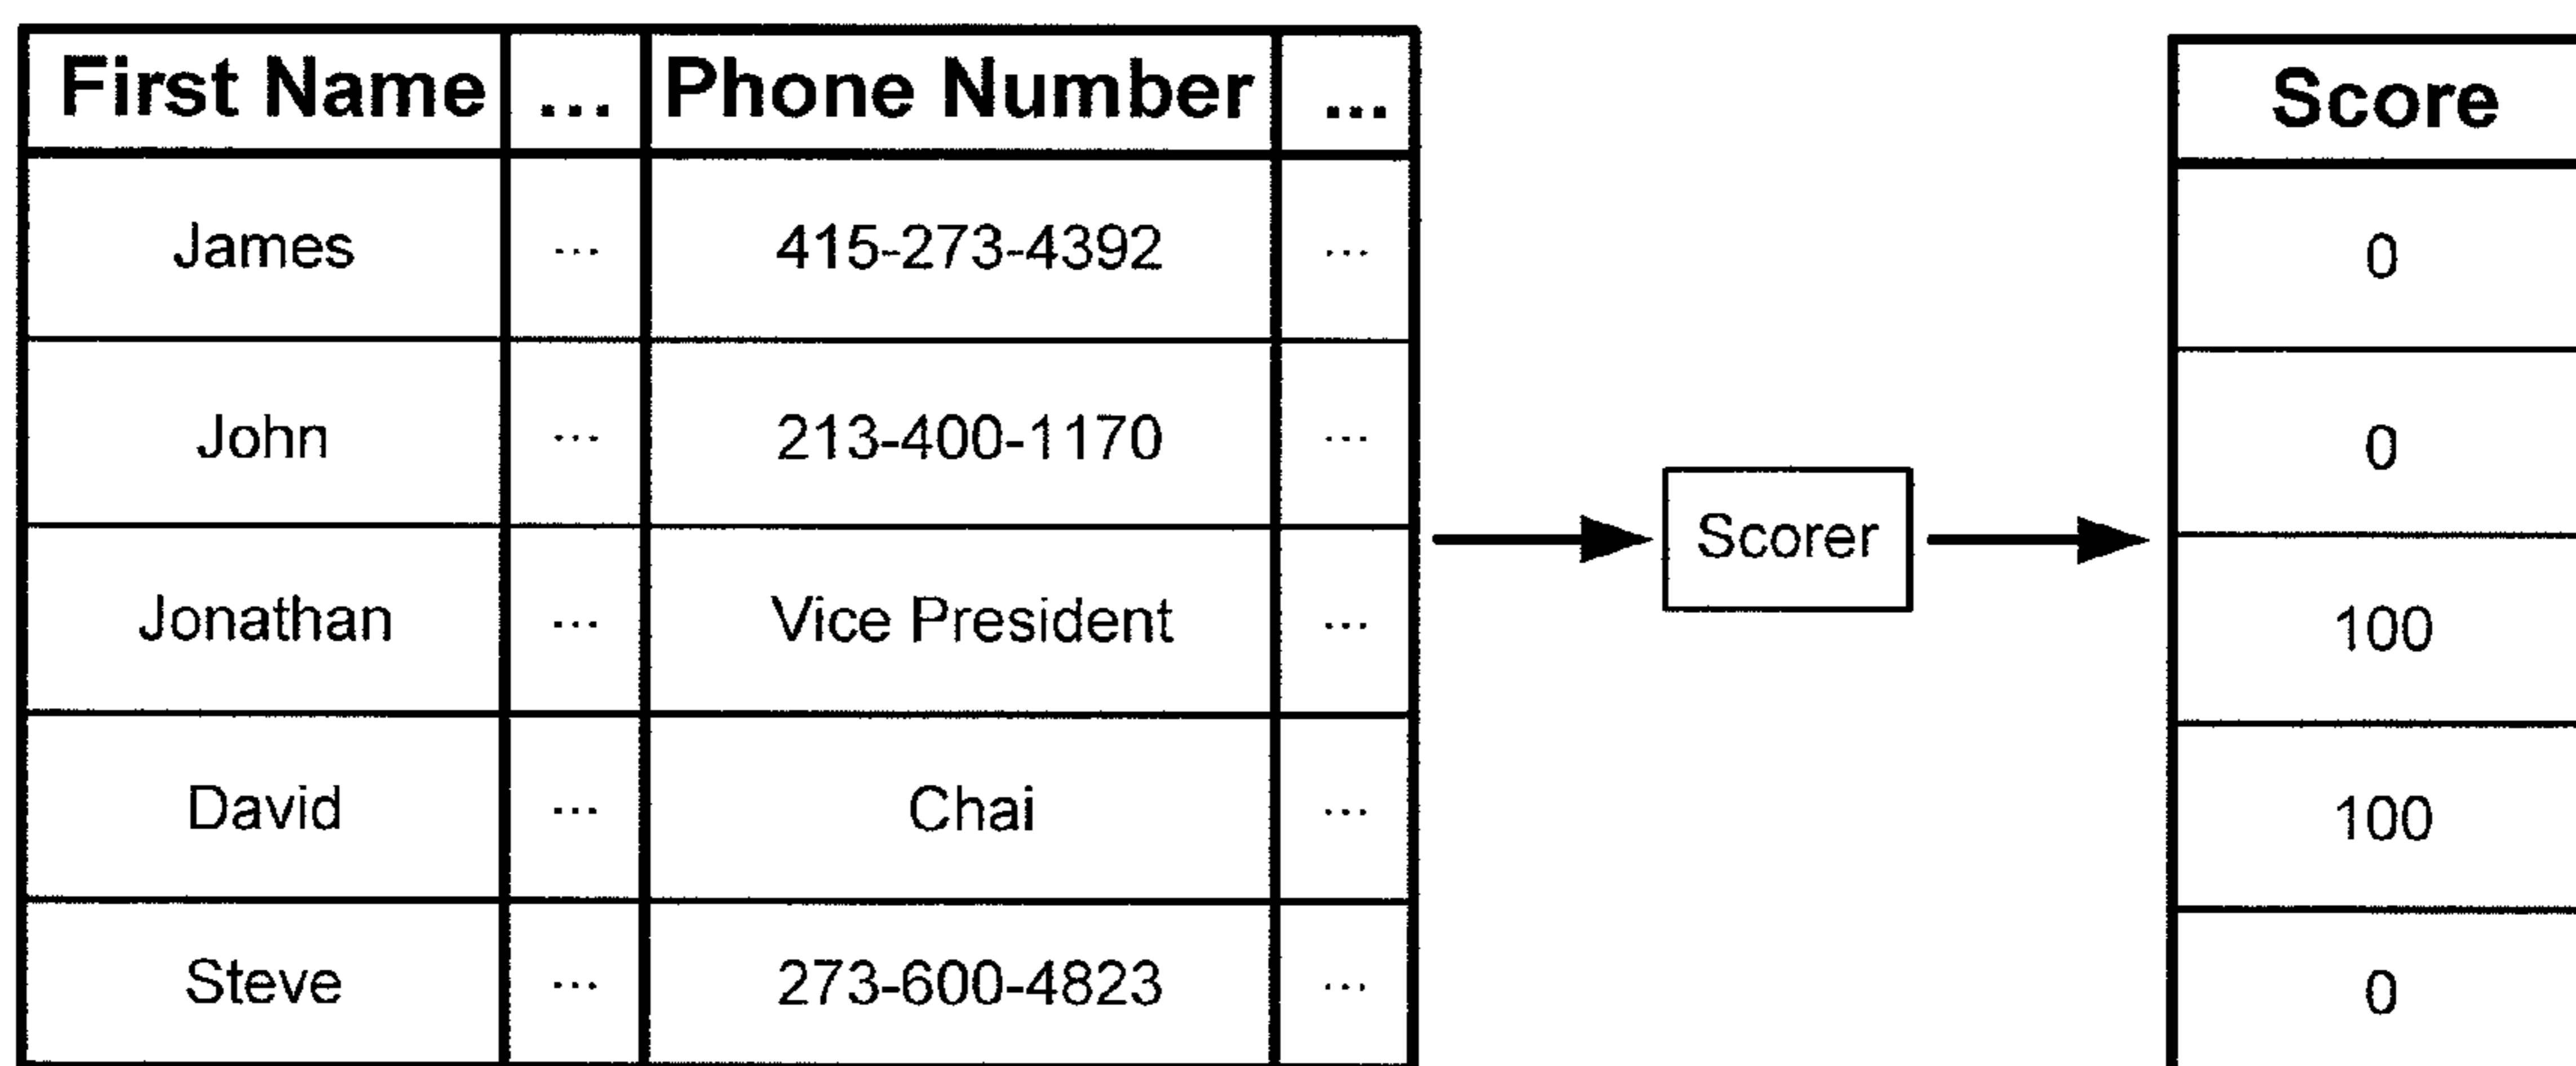 First Name ... Phone Number ... Score
James ... 415-273-4392 ... 0
John ... 213-400-1170 ... 0
Scorer
Jonathan ... Vice President ... 100
David ... Chai ... 100
Steve ... 273-600-4823 ... 0